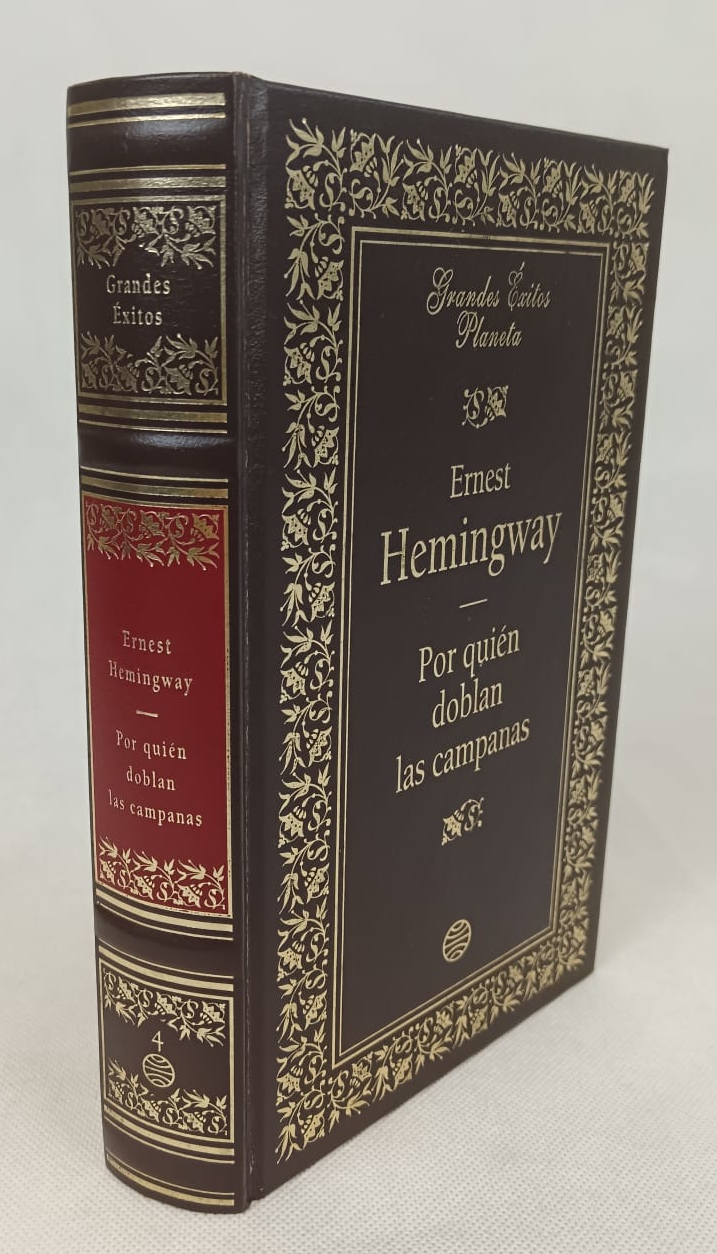 Grandes
Éxitos
Ernest
Hemingway
Por quién
doblan
las campanas
4
Grandes Éxitos
Planeta
Ernest
Hemingway
Por quién
doblan
las campanas